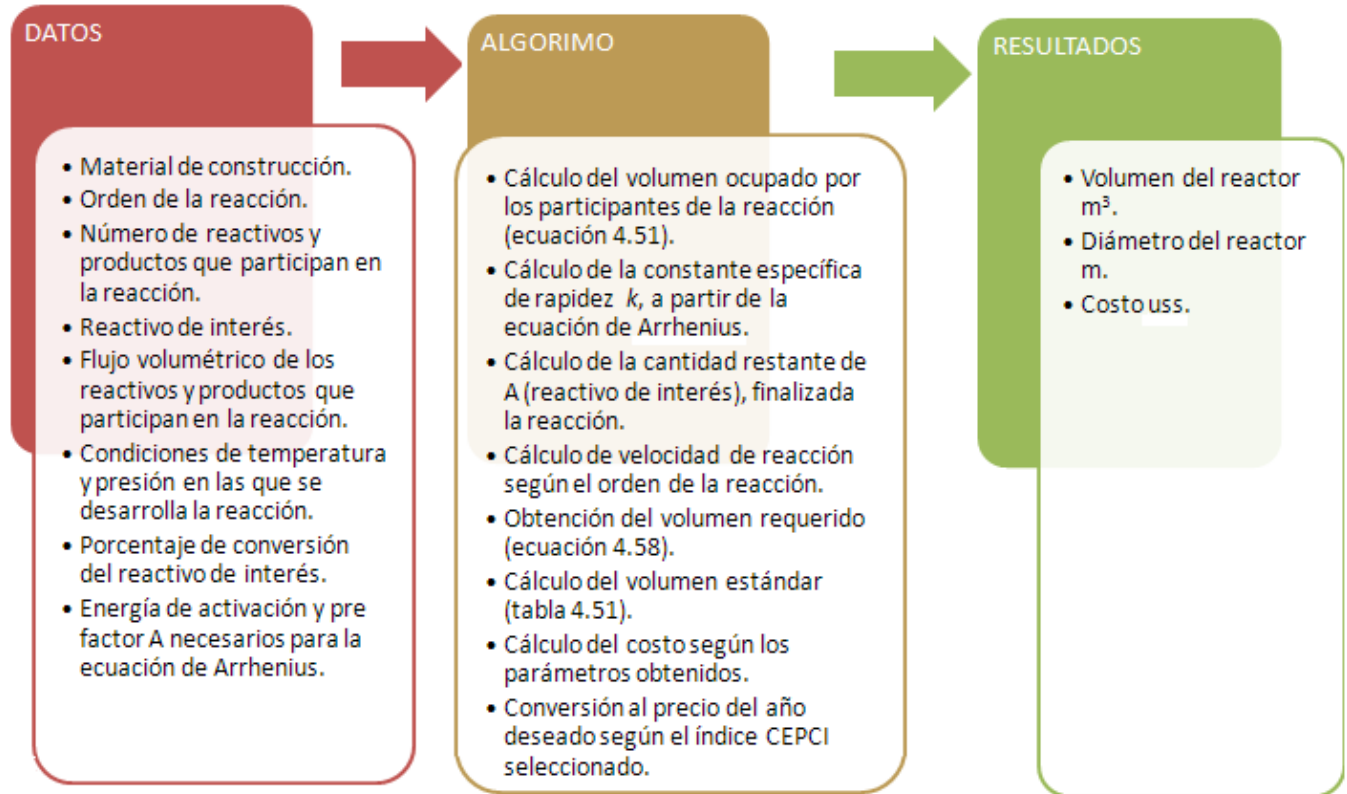 DATOS
• Material de construcción.
• Orden de la reacción.
• Número de reactivos y
productos que participan en
la reacción.
• Reactivo de interés.
• Flujo volumétrico de los
reactivos y productos que
participan en la reacción.
• Condiciones de temperatura
y presión en las que se
desarrolla la reacción.
• Porcentaje de conversión
del reactivo de interés.
• Energía de activación y pre
factor A necesarios para la
ecuación de Arrhenius.
ALGORIMO
• Cálculo del volumen ocupado por
los participantes de la reacción
(ecuación 4.51).
• Cálculo de la constante específica
de rapidez k, a partir de la
ecuación de Arrhenius.
• Cálculo de la cantidad restante de
A (reactivo de interés), finalizada
la reacción.
• Cálculo de velocidad de reacción
según el orden de la reacción.
• Obtención del volumen requerido
(ecuación 4.58).
• Cálculo del volumen estándar
(tabla 4.51).
• Cálculo del costo según los
parámetros obtenidos.
• Conversión al precio del año
deseado según el índice CEPCI
seleccionado.
RESULTADOS
• Volumen del reactor
m³.
• Diámetro del reactor
m.
• Costo uss.